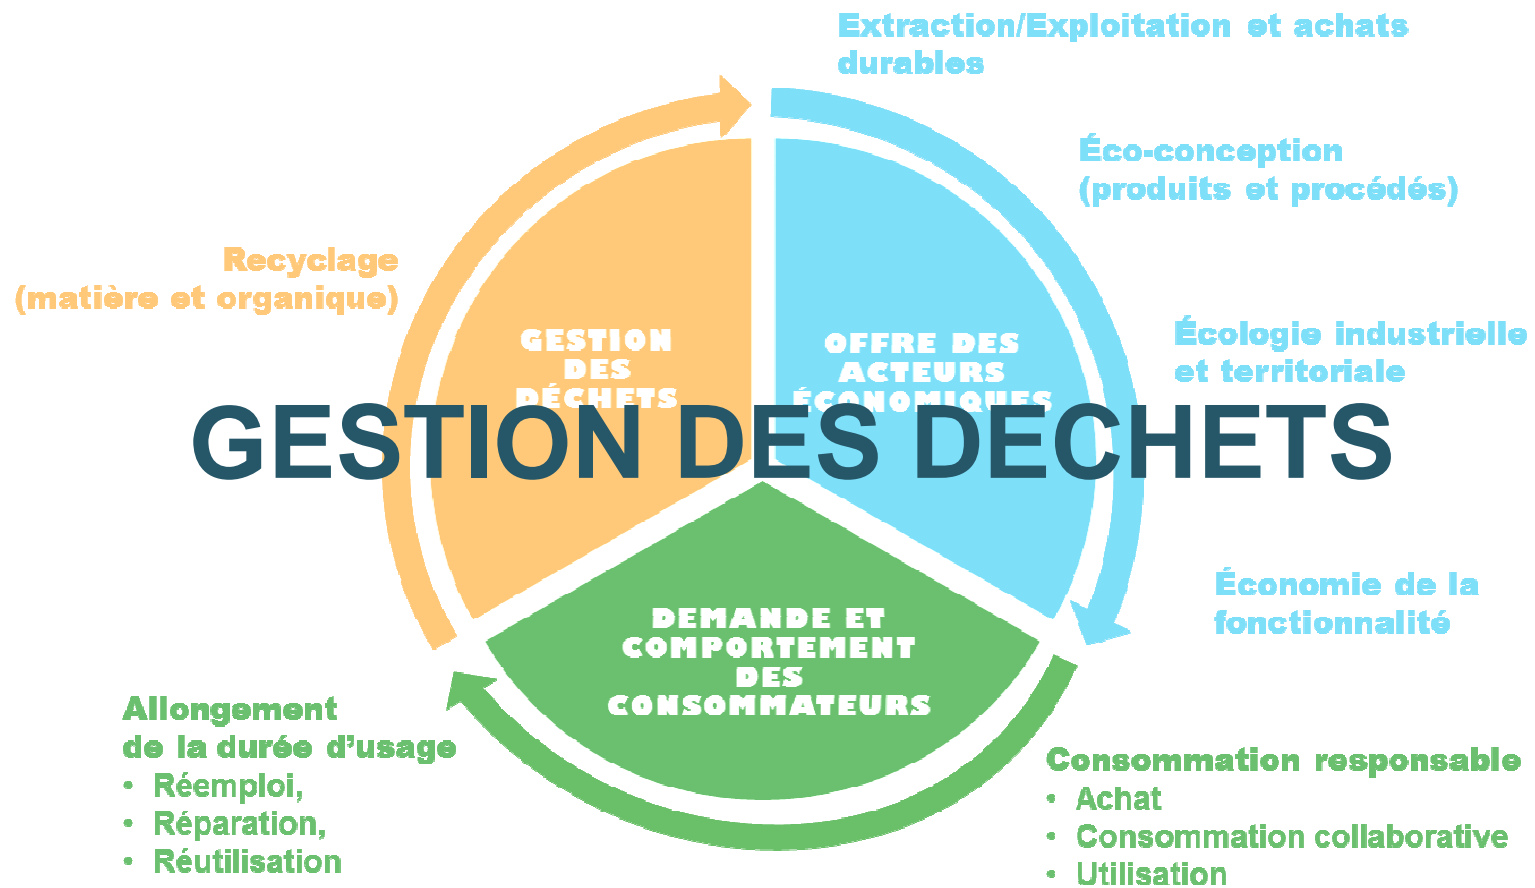 Extraction/Exploitation et achats
durables
Éco-conception
(produits et procédés)
Recyclage
(matière et organique)
Écologie industrielle
et territoriale
GESTION
DES
DÉCHETS
OFFRE DES
ACTEURS
ÉCONOMIQUES
GESTION DES DECHETS
Économie de la
fonctionnalité
DEMANDE ET
COMPORTEMENT
DES
CONSOMMATEURS
Allongement
de la durée d’usage
• Réemploi,
• Réparation,
• Réutilisation
Consommation responsable
• Achat
• Consommation collaborative
• Utilisation